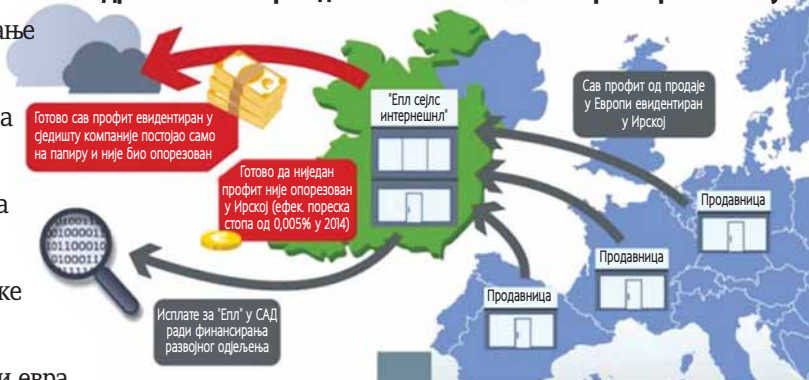 "Епл сејлс
интернешнл"
Сав профит од продаје
у Европи евидентиран
у Ирској
Готово сав профит евидентиран у
сједишту компаније постојао само
на папиру и није био опорезован
Готово да ниједан
профит није опорезован
у Ирској (ефек. пореска
стопа од 0,005% у 2014)
Продавница
Продавница
Продавница
Исплате за "Епл" у САД
ради финансирања
развојног одјељења
евра